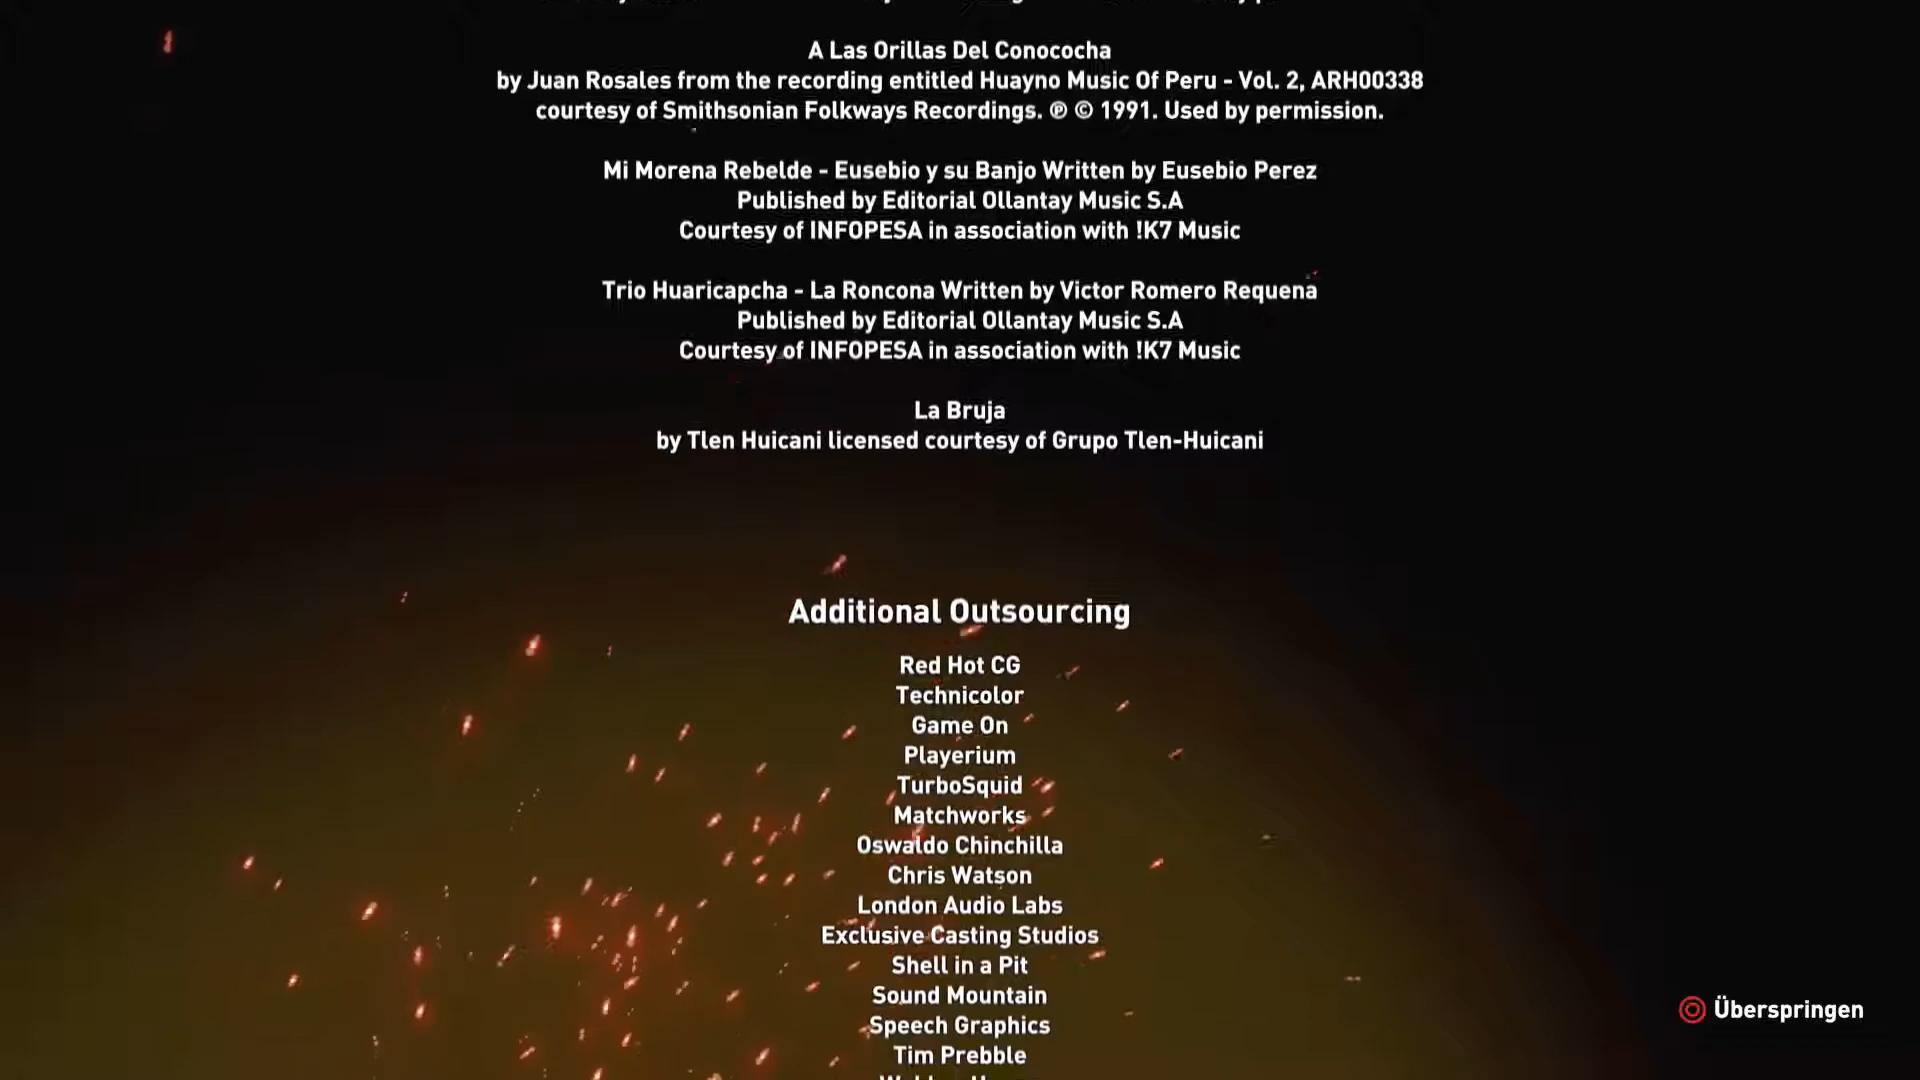 A Las Orillas Del Conococha
by Juan Rosales from the recording entitled Huayno Music Of Peru - Vol. 2, ARH00338
courtesy of Smithsonian Folkways Recordings. ℗ © 1991. Used by permission.
Mi Morena Rebelde - Eusebio y su Banjo Written by Eusebio Perez
Published by Editorial Ollantay Music S.A
Courtesy of INFOPESA in association with !K7 Music
Trio Huaricapcha - La Roncona Written by Victor Romero Requena
Published by Editorial Ollantay Music S.A
Courtesy of INFOPESA in association with !K7 Music
La Bruja
by Tlen Huicani licensed courtesy of Grupo Tlen-Huicani
Additional Outsourcing
Red Hot CG
Technicolor
Game On
Playerium
TurboSquid
Matchworks
Oswaldo Chinchilla
Chris Watson
London Audio Labs
Exclusive Casting Studios
Shell in a Pit
Sound Mountain
Speech Graphics
Tim Prebble
Überspringen